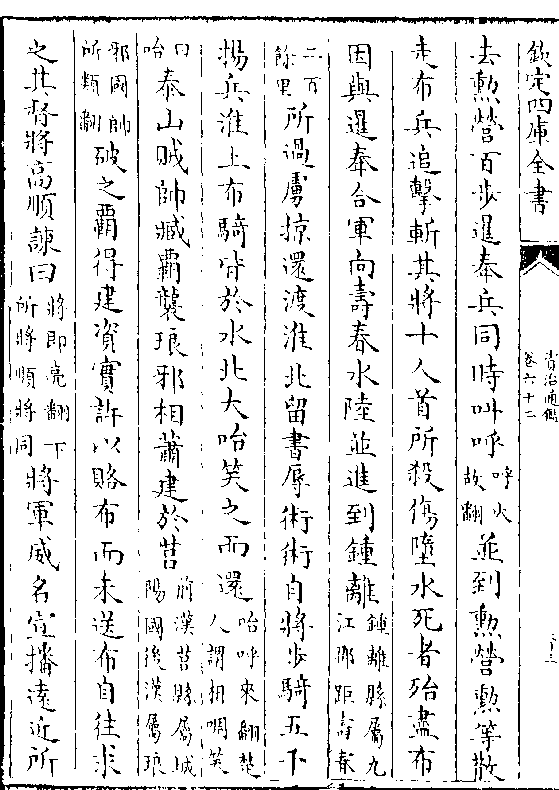 欽定四庫全書
資治通鑑
卷六十二
去勲營百步暹奉兵同時叫呼呼火故翻並到勲營勲等散
走布兵追擊斬其將十人首所殺傷墮水死者殆盡布
因與暹奉合軍向壽春水陸並進到鍾離鍾離縣屬九江郡距壽春
二百餘里所過虜掠還渡淮北留書辱術術自將步騎五千
揚兵淮上布騎皆於水北大咍笑之而還咍呼來翻楚人謂相啁笑
曰咍泰山賊帥臧霸襲琅邪相蕭建於莒前漢莒縣屬城陽國後漢屬琅
邪國帥所類翻破之霸得建資實許以賂布而未送布自往求
之其督將高順諫曰將即亮翻下所將順將同將軍威名宣播遠近所